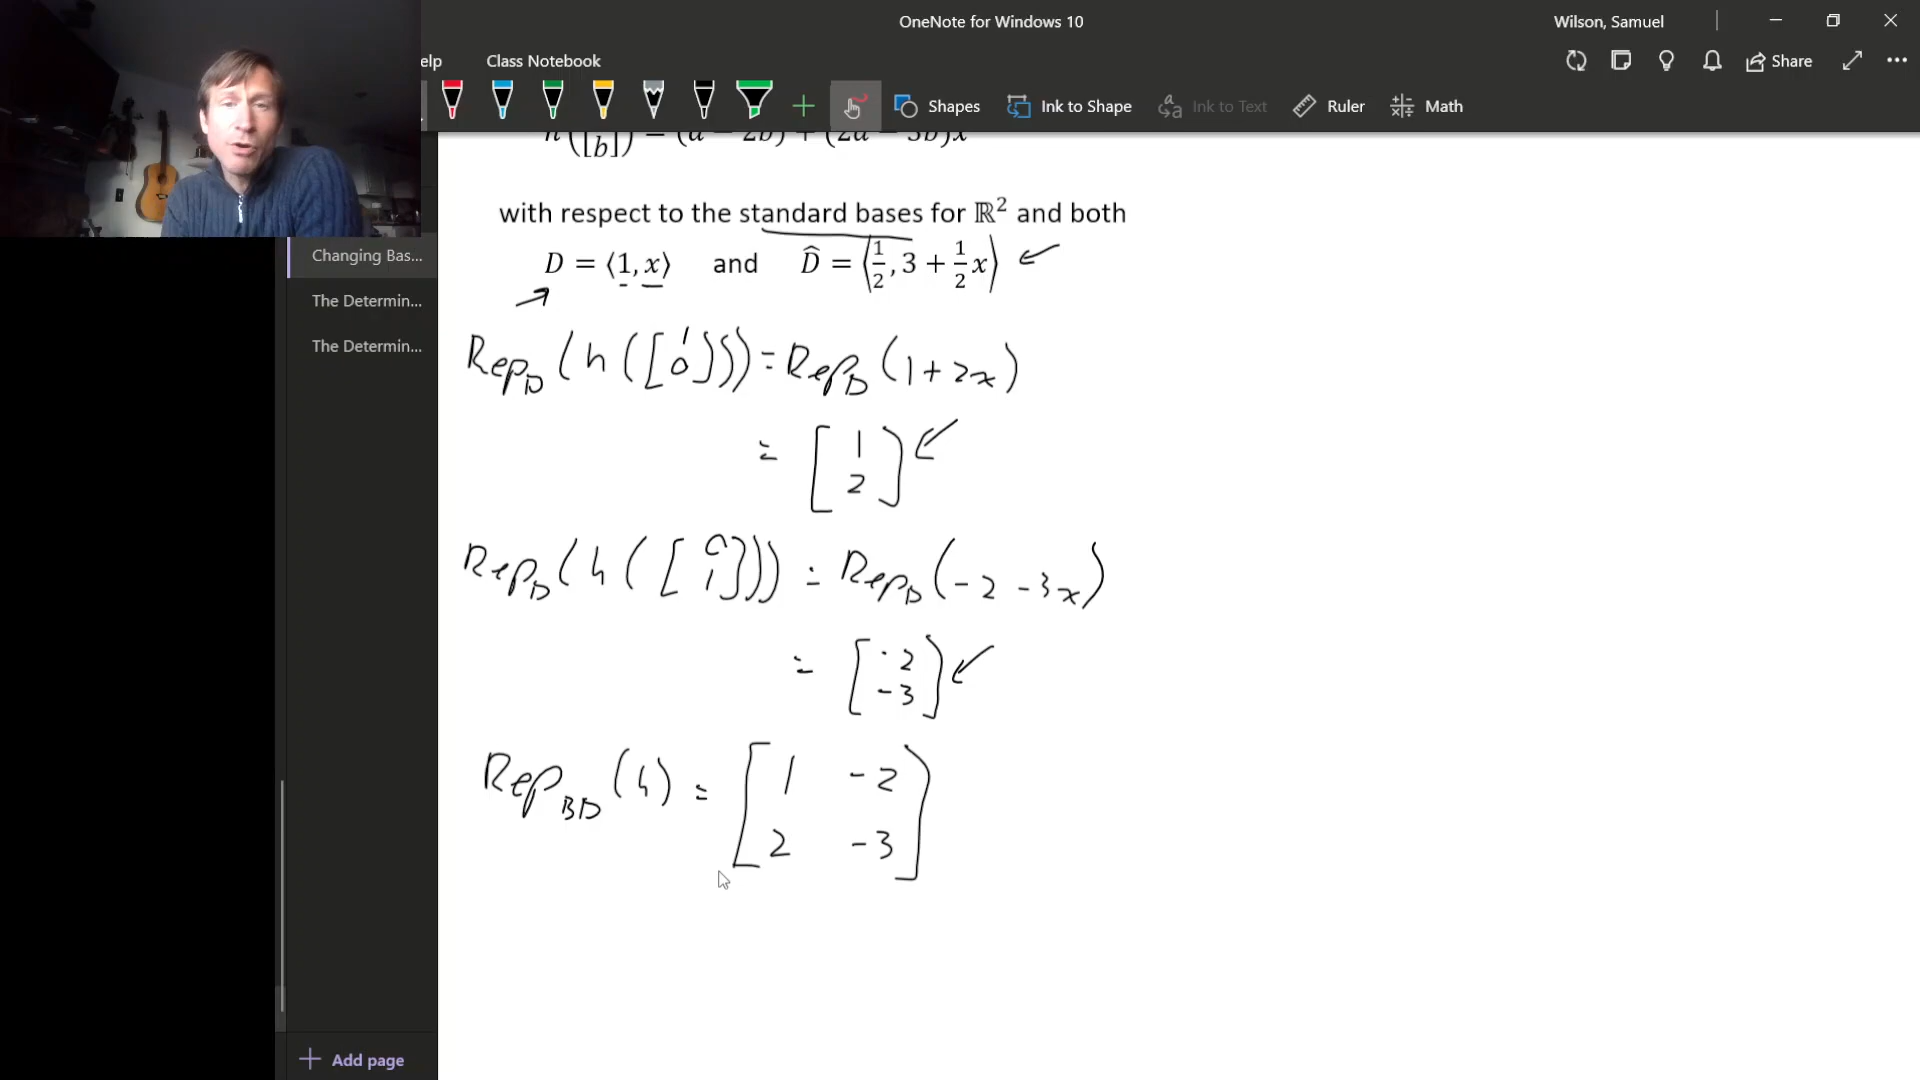 OneNote for Windows 10
Wilson, Samuel
elp Class Notebook
Share
Shapes Ink to Shape Ink to Text Ruler Math
h([b]) = (a − 2b) + (2a − 3b)x
with respect to the standard bases for ℝ² and both
D = ⟨1, x⟩ and D̂ = ⟨1/2, 3 + 1/2 x⟩
Changing Bas...
The Determin...
The Determin...
Rep_D (h([1 0])) = Rep_D (1 + 2x)
= [1 2]
Rep_D (h([0 1])) = Rep_D (-2 -3x)
= [-2 -3]
Rep_BD (h) = [1 -2
2 -3]
Add page